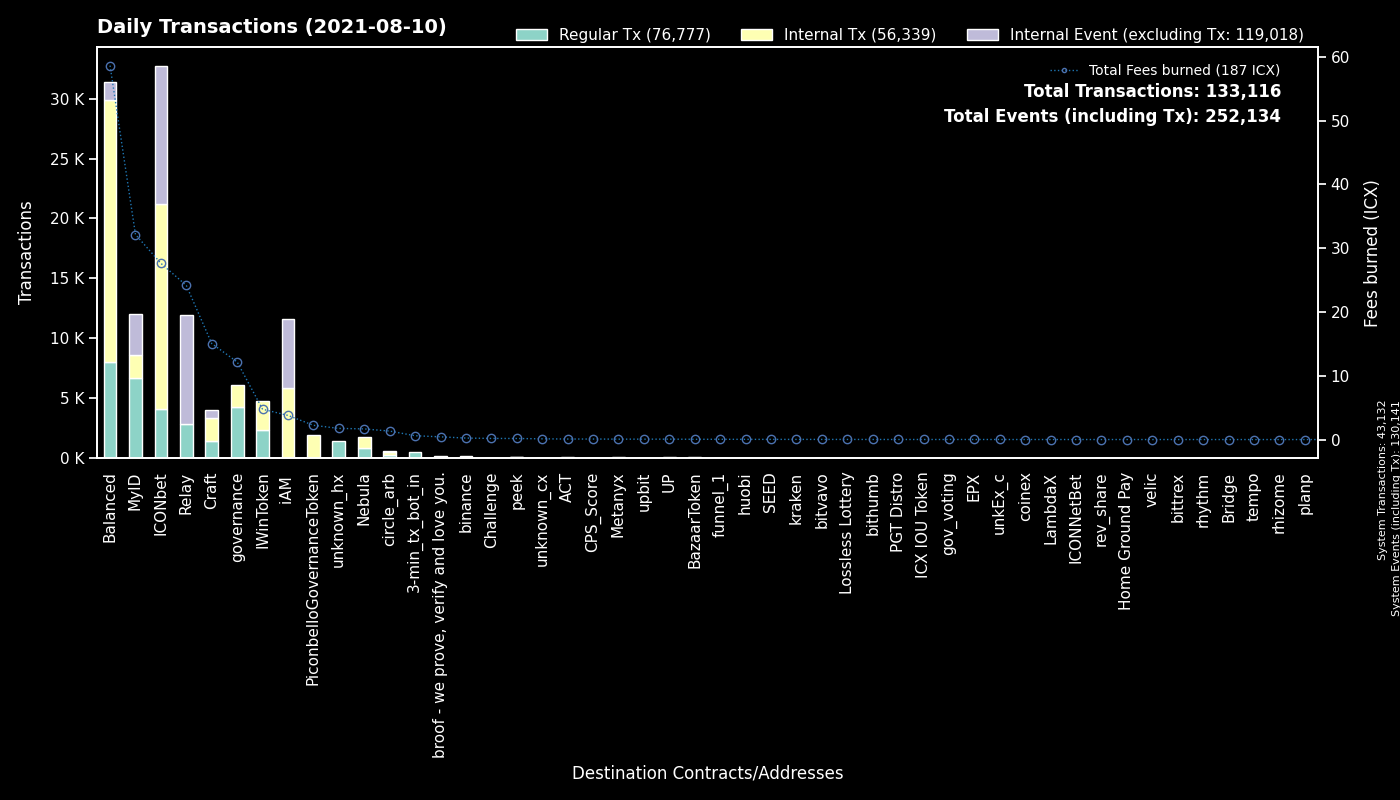 Daily Transactions (2021-08-10)
Regular Tx (76,777)
Internal Tx (56,339)
Internal Event (excluding Tx: 119,018)
Total Fees burned (187 ICX)
Total Transactions: 133,116
Total Events (including Tx): 252,134
Transactions
30 K
25 K
20 K
15 K
10 K
5 K
0 K
60
50
40
30
20
10
0
Fees burned (ICX)
Balanced
MyID
ICONbet
Relay
Craft
governance
IWinToken
iAM
PiconbelloGovernanceToken
unknown_hx
Nebula
circle_arb
3-min_tx_bot_in
broof - we prove, verify and love you.
binance
Challenge
peek
unknown_cx
ACT
CPS_Score
Metanyx
upbit
UP
BazaarToken
funnel_1
huobi
SEED
kraken
bitvavo
Lossless Lottery
bithumb
PGT Distro
ICX IOU Token
gov_voting
EPX
unkEx_c
coinex
LambdaX
ICONNetBet
rev_share
Home Ground Pay
velic
bittrex
rhythm
Bridge
tempo
rhizome
planp
Destination Contracts/Addresses
System Transactions: 43,132
System Events (including Tx): 130,141